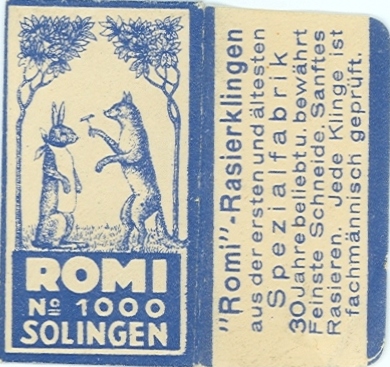 ROMI
No 1000
SOLINGEN
"Romi"-Rasierklingen
aus der ersten und ältesten
Spezialfabrik
30 Jahre beliebt u. bewährt
Feinste Schneide. Sanftes
Rasieren. Jede Klinge ist
fachmännisch geprüft.